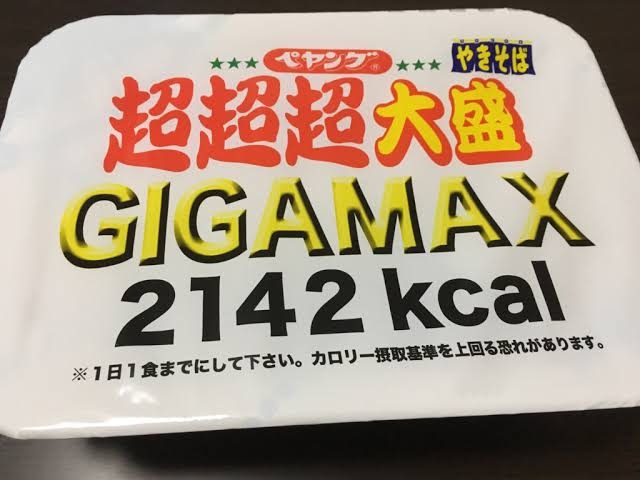 ★★★ ペヤング® ★★★
やきそば
超超超大盛
GIGAMAX
2142 kcal
※1日1食までにして下さい。カロリー摂取基準を上回る恐れがあります。